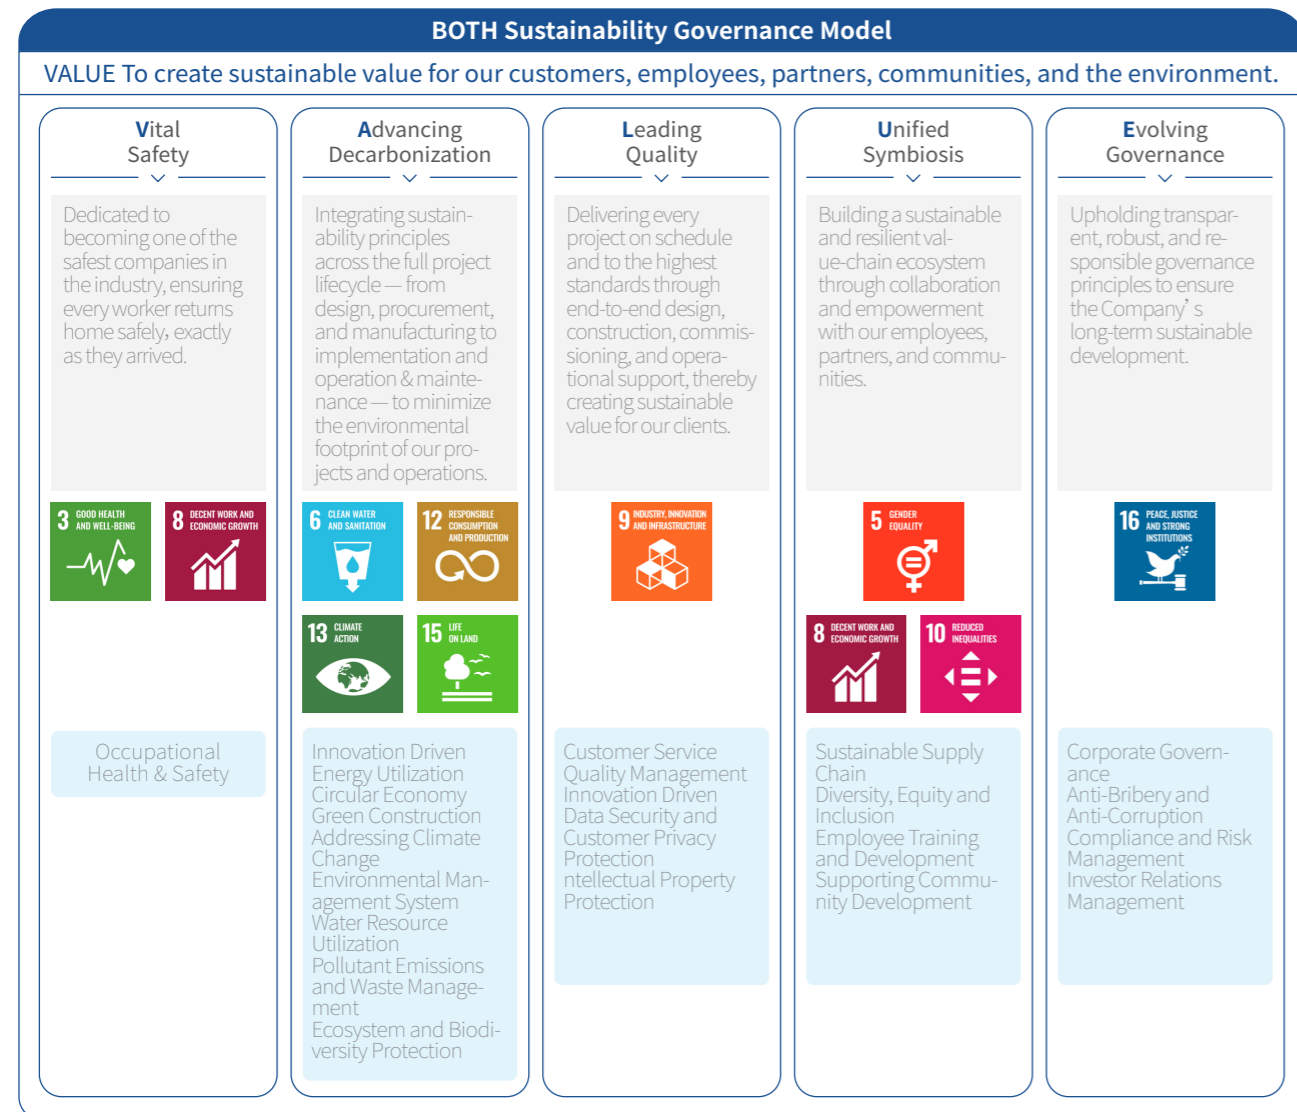 BOTH Sustainability Governance Model
VALUE To create sustainable value for our customers, employees, partners, communities, and the environment.
Vital
Safety
Dedicated to
becoming one of the
safest companies in
the industry, ensuring
every worker returns
home safely, exactly
as they arrived.
3 GOOD HEALTH
AND WELL-BEING
8 DECENT WORK AND
ECONOMIC GROWTH
Occupational
Health & Safety
Advancing
Decarbonization
Integrating sustain-
ability principles
across the full project
lifecycle — from
design, procurement,
and manufacturing to
implementation and
operation & mainte-
nance — to minimize
the environmental
footprint of our pro-
jects and operations.
6 CLEAN WATER
AND SANITATION
12 RESPONSIBLE
CONSUMPTION
AND PRODUCTION
13 CLIMATE
ACTION
15 LIFE
ON LAND
Innovation Driven
Energy Utilization
Circular Economy
Green Construction
Addressing Climate
Change
Environmental Man-
agement System
Water Resource
Utilization
Pollutant Emissions
and Waste Manage-
ment
Ecosystem and Biodi-
versity Protection
Leading
Quality
Delivering every
project on schedule
and to the highest
standards through
end-to-end design,
construction, commis-
sioning, and opera-
tional support, thereby
creating sustainable
value for our clients.
9 INDUSTRY, INNOVATION
AND INFRASTRUCTURE
Customer Service
Quality Management
Innovation Driven
Data Security and
Customer Privacy
Protection
ntellectual Property
Protection
Unified
Symbiosis
Building a sustainable
and resilient val-
ue-chain ecosystem
through collaboration
and empowerment
with our employees,
partners, and commu-
nities.
5 GENDER
EQUALITY
8 DECENT WORK AND
ECONOMIC GROWTH
10 REDUCED
INEQUALITIES
Sustainable Supply
Chain
Diversity, Equity and
Inclusion
Employee Training
and Development
Supporting Commu-
nity Development
Evolving
Governance
Upholding transpar-
ent, robust, and re-
sponsible governance
principles to ensure
the Company’s
long-term sustainable
development.
16 PEACE, JUSTICE
AND STRONG
INSTITUTIONS
Corporate Govern-
ance
Anti-Bribery and
Anti-Corruption
Compliance and Risk
Management
Investor Relations
Management